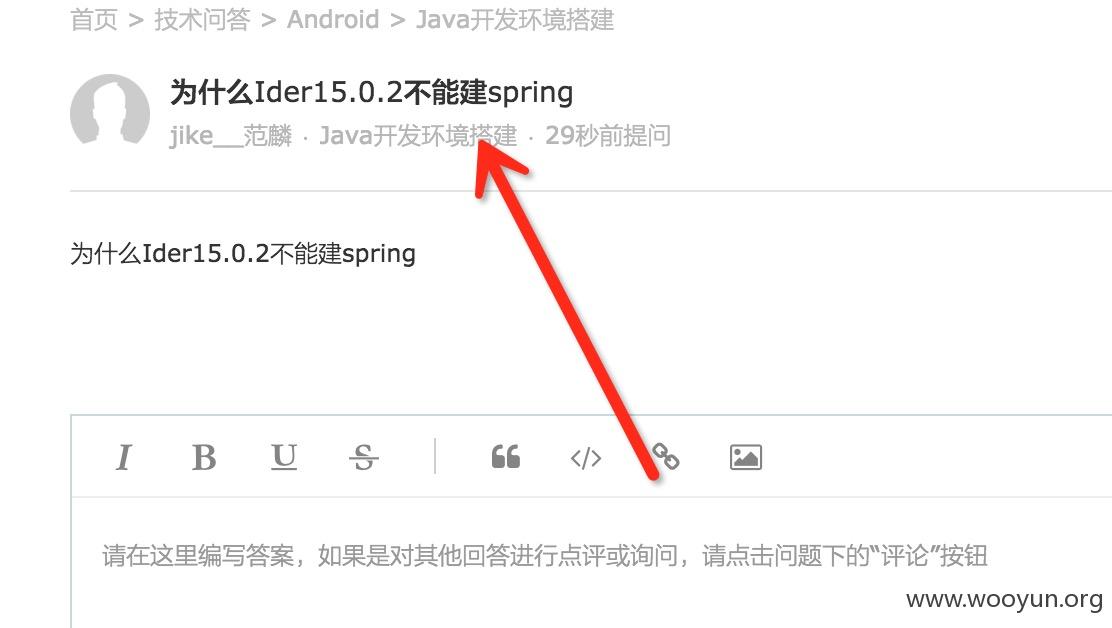 首页 > 技术问答 > Android > Java开发环境搭建
为什么Ider15.0.2不能建spring
jike__范麟 · Java开发环境搭建 · 29秒前提问
为什么Ider15.0.2不能建spring
I B U S
请在这里编写答案，如果是对其他回答进行点评或询问，请点击问题下的“评论”按钮
www.wooyun.org